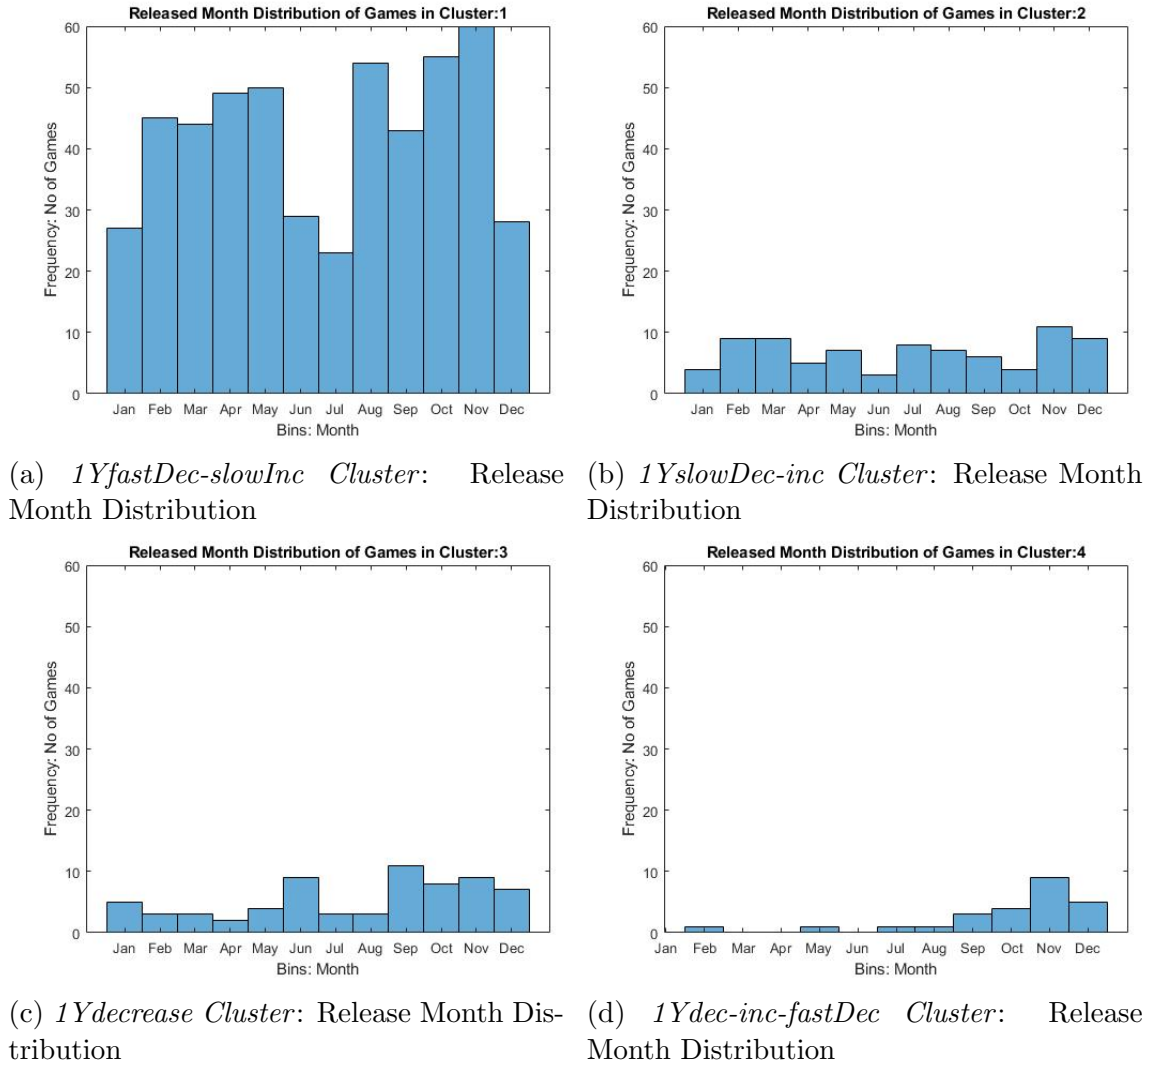 Released Month Distribution of Games in Cluster:1
60
50
40
30
20
10
0
Frequency: No of Games
Jan Feb Mar Apr May Jun Jul Aug Sep Oct Nov Dec
Bins: Month
(a) 1YfastDec-slowInc Cluster: Release
Month Distribution
Released Month Distribution of Games in Cluster:2
60
50
40
30
20
10
0
Frequency: No of Games
Jan Feb Mar Apr May Jun Jul Aug Sep Oct Nov Dec
Bins: Month
(b) 1YslowDec-inc Cluster: Release Month
Distribution
Released Month Distribution of Games in Cluster:3
60
50
40
30
20
10
0
Frequency: No of Games
Jan Feb Mar Apr May Jun Jul Aug Sep Oct Nov Dec
Bins: Month
(c) 1Ydecrease Cluster: Release Month Dis-
tribution
Released Month Distribution of Games in Cluster:4
60
50
40
30
20
10
0
Frequency: No of Games
Jan Feb Mar Apr May Jun Jul Aug Sep Oct Nov Dec
Bins: Month
(d) 1Ydec-inc-fastDec Cluster: Release
Month Distribution